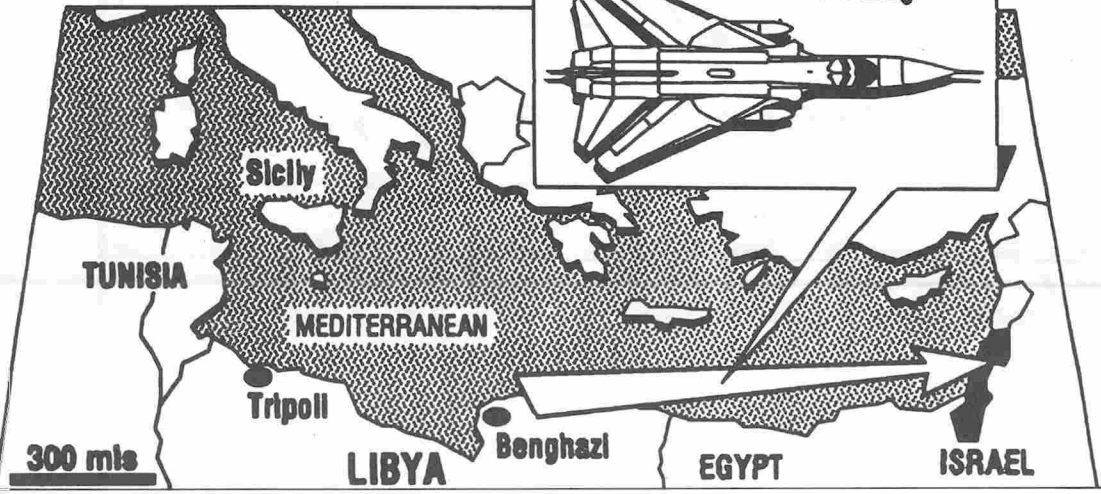 Sicily
TUNISIA
MEDITERRANEAN
Tripoli
Benghazi
300 mls
LIBYA
EGYPT
ISRAEL